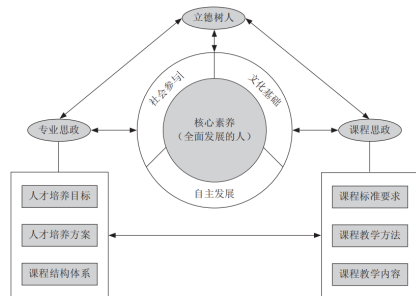 立德树人
社会参与
文化基础
专业思政
核心素养
（全面发展的人）
课程思政
自主发展
人才培养目标
人才培养方案
课程结构体系
课程标准要求
课程教学方法
课程教学内容